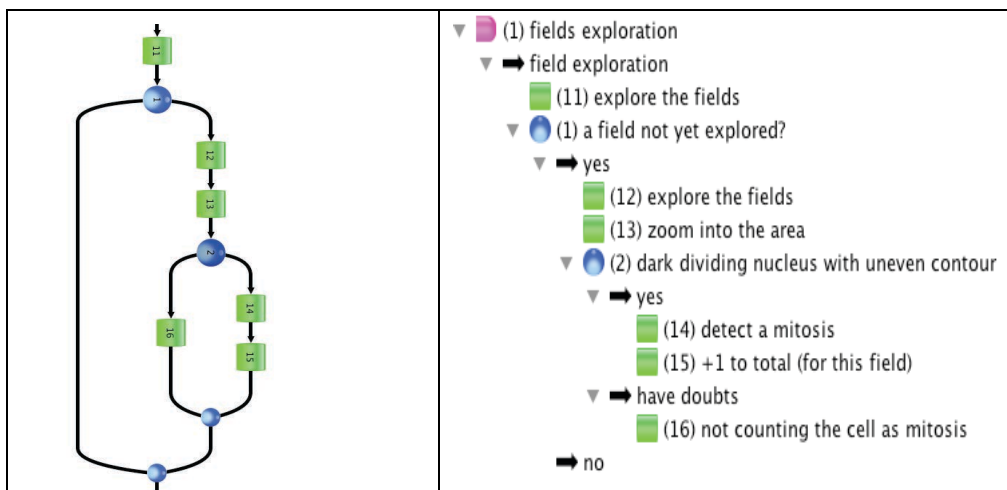 11
1
12
13
2
14
16
15
(1) fields exploration
field exploration
(11) explore the fields
(1) a field not yet explored?
yes
(12) explore the fields
(13) zoom into the area
(2) dark dividing nucleus with uneven contour
yes
(14) detect a mitosis
(15) +1 to total (for this field)
have doubts
(16) not counting the cell as mitosis
no